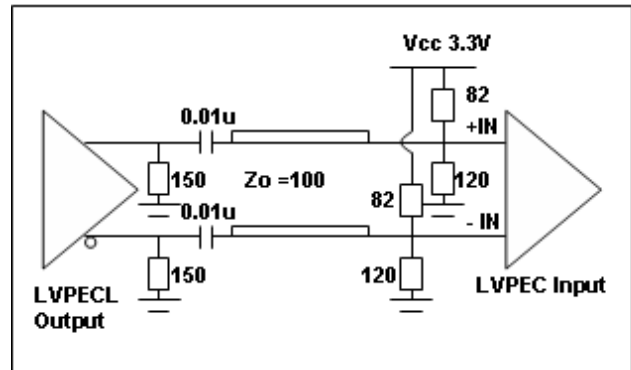 Vcc 3.3V
82
0.01u
+IN
150
Zo =100
120
0.01u
82
- IN
150
120
LVPECL
Output
LVPEC Input